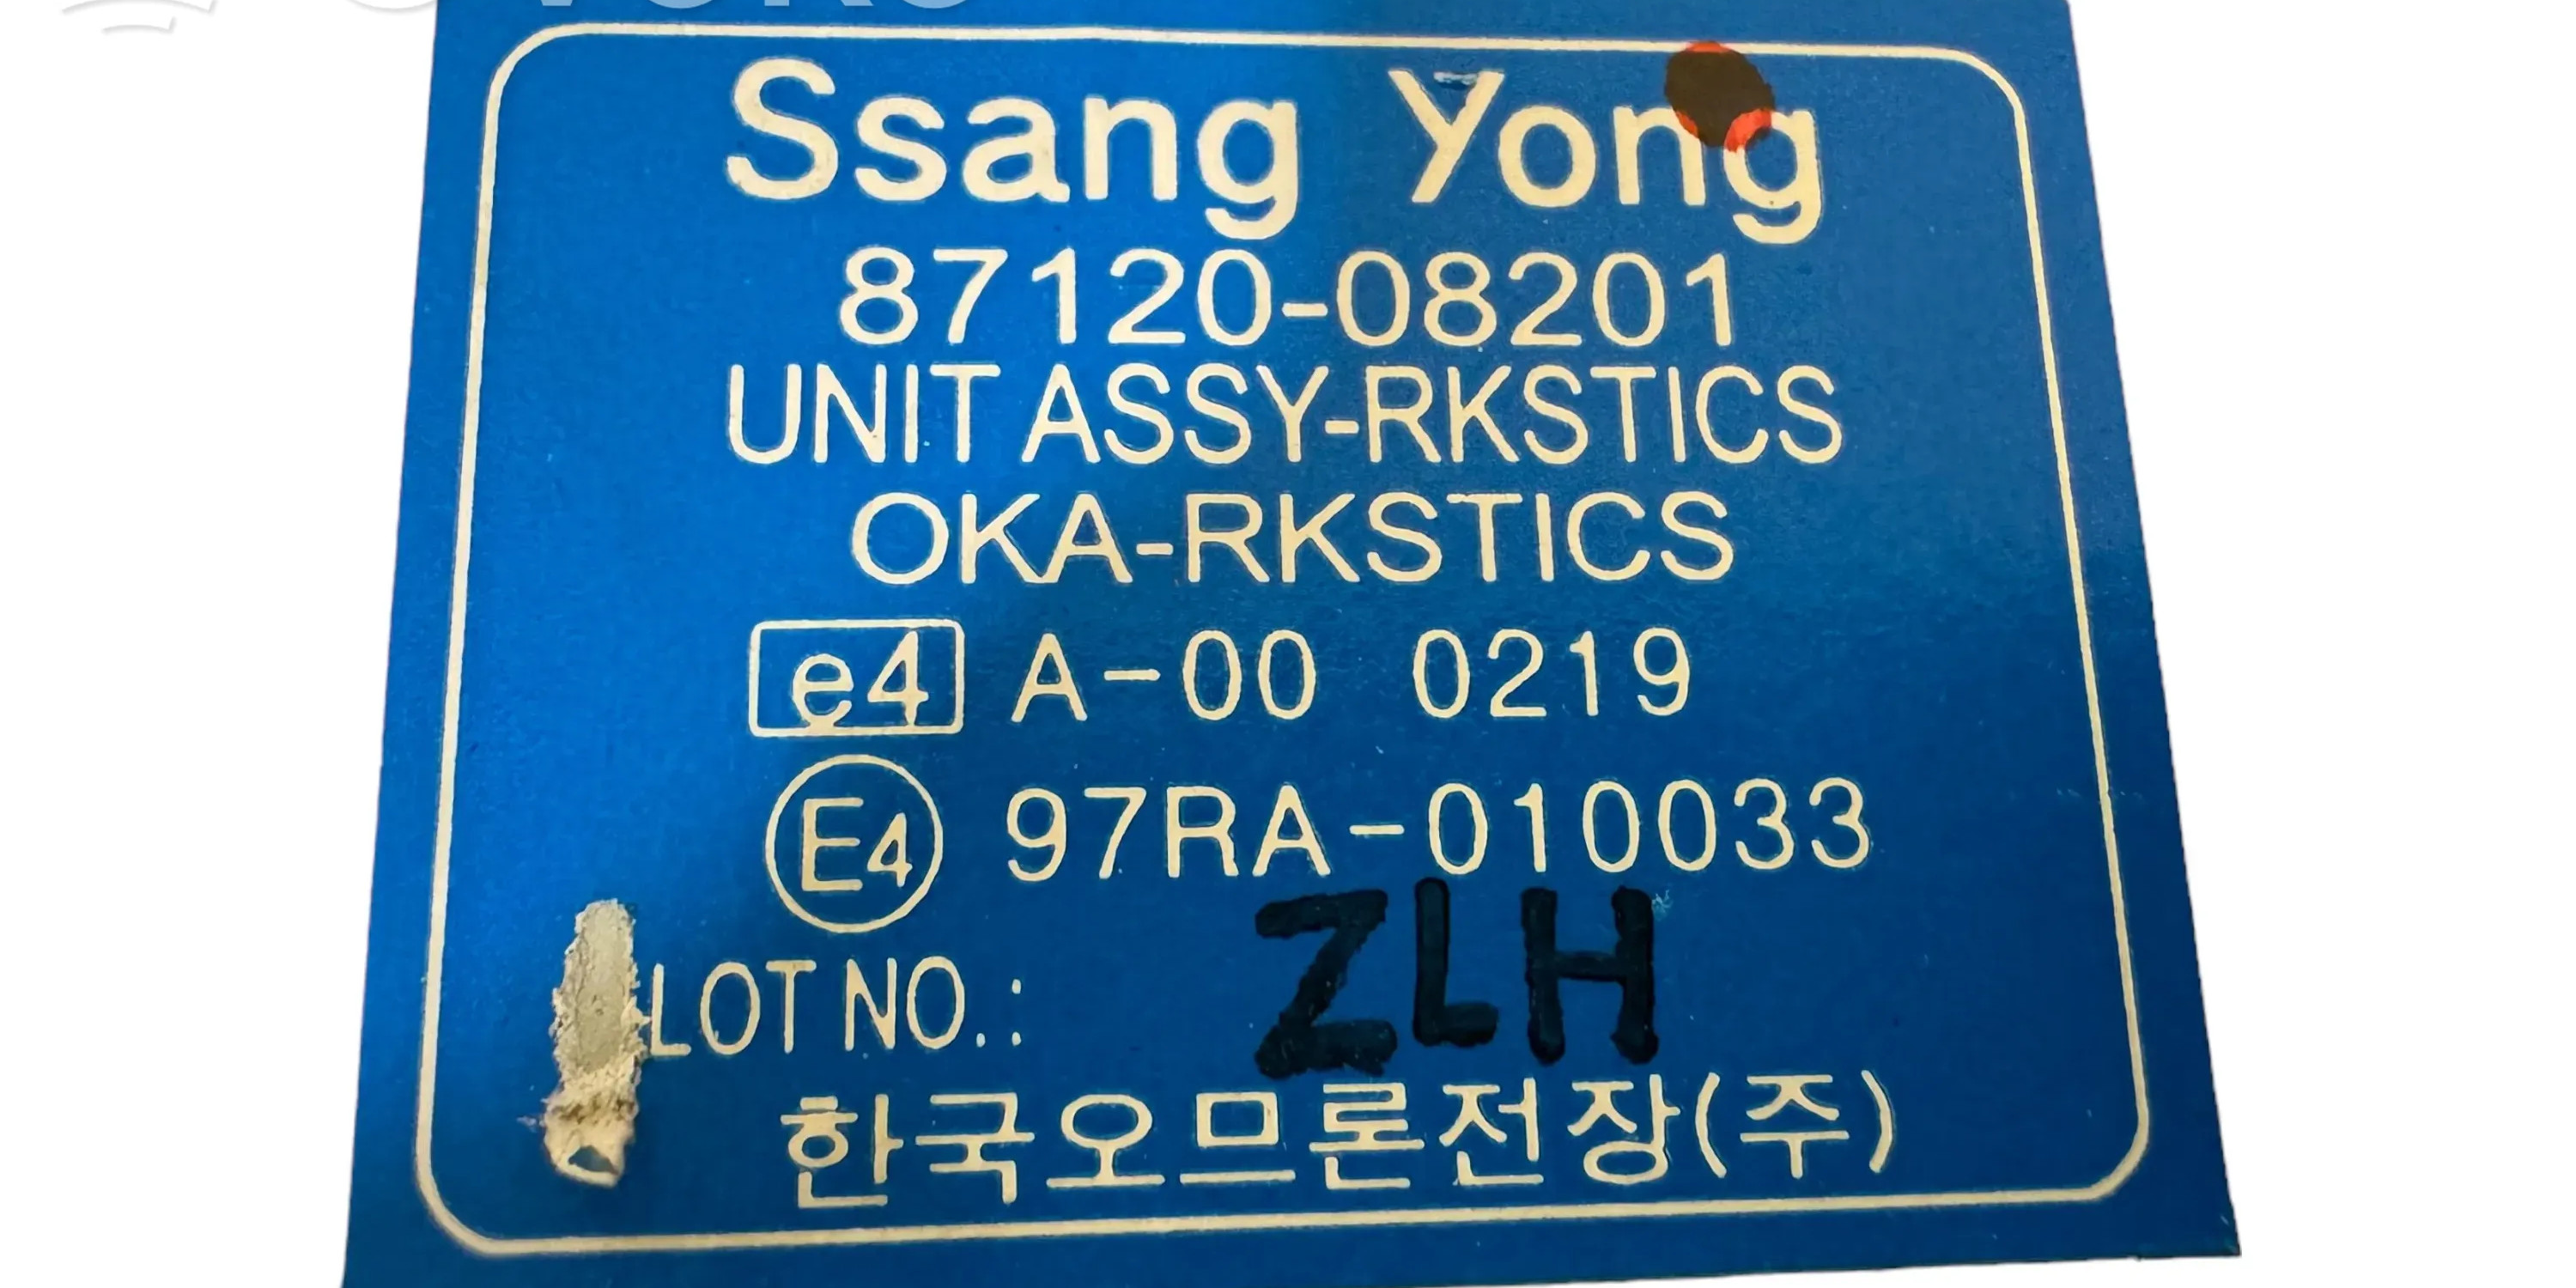 Ssang Yong
87120-08201
UNIT ASSY-RKSTICS
OKA-RKSTICS
e4 A-00 0219
E4 97RA-010033
LOT NO.: ZLH
한국오므론전장(주)